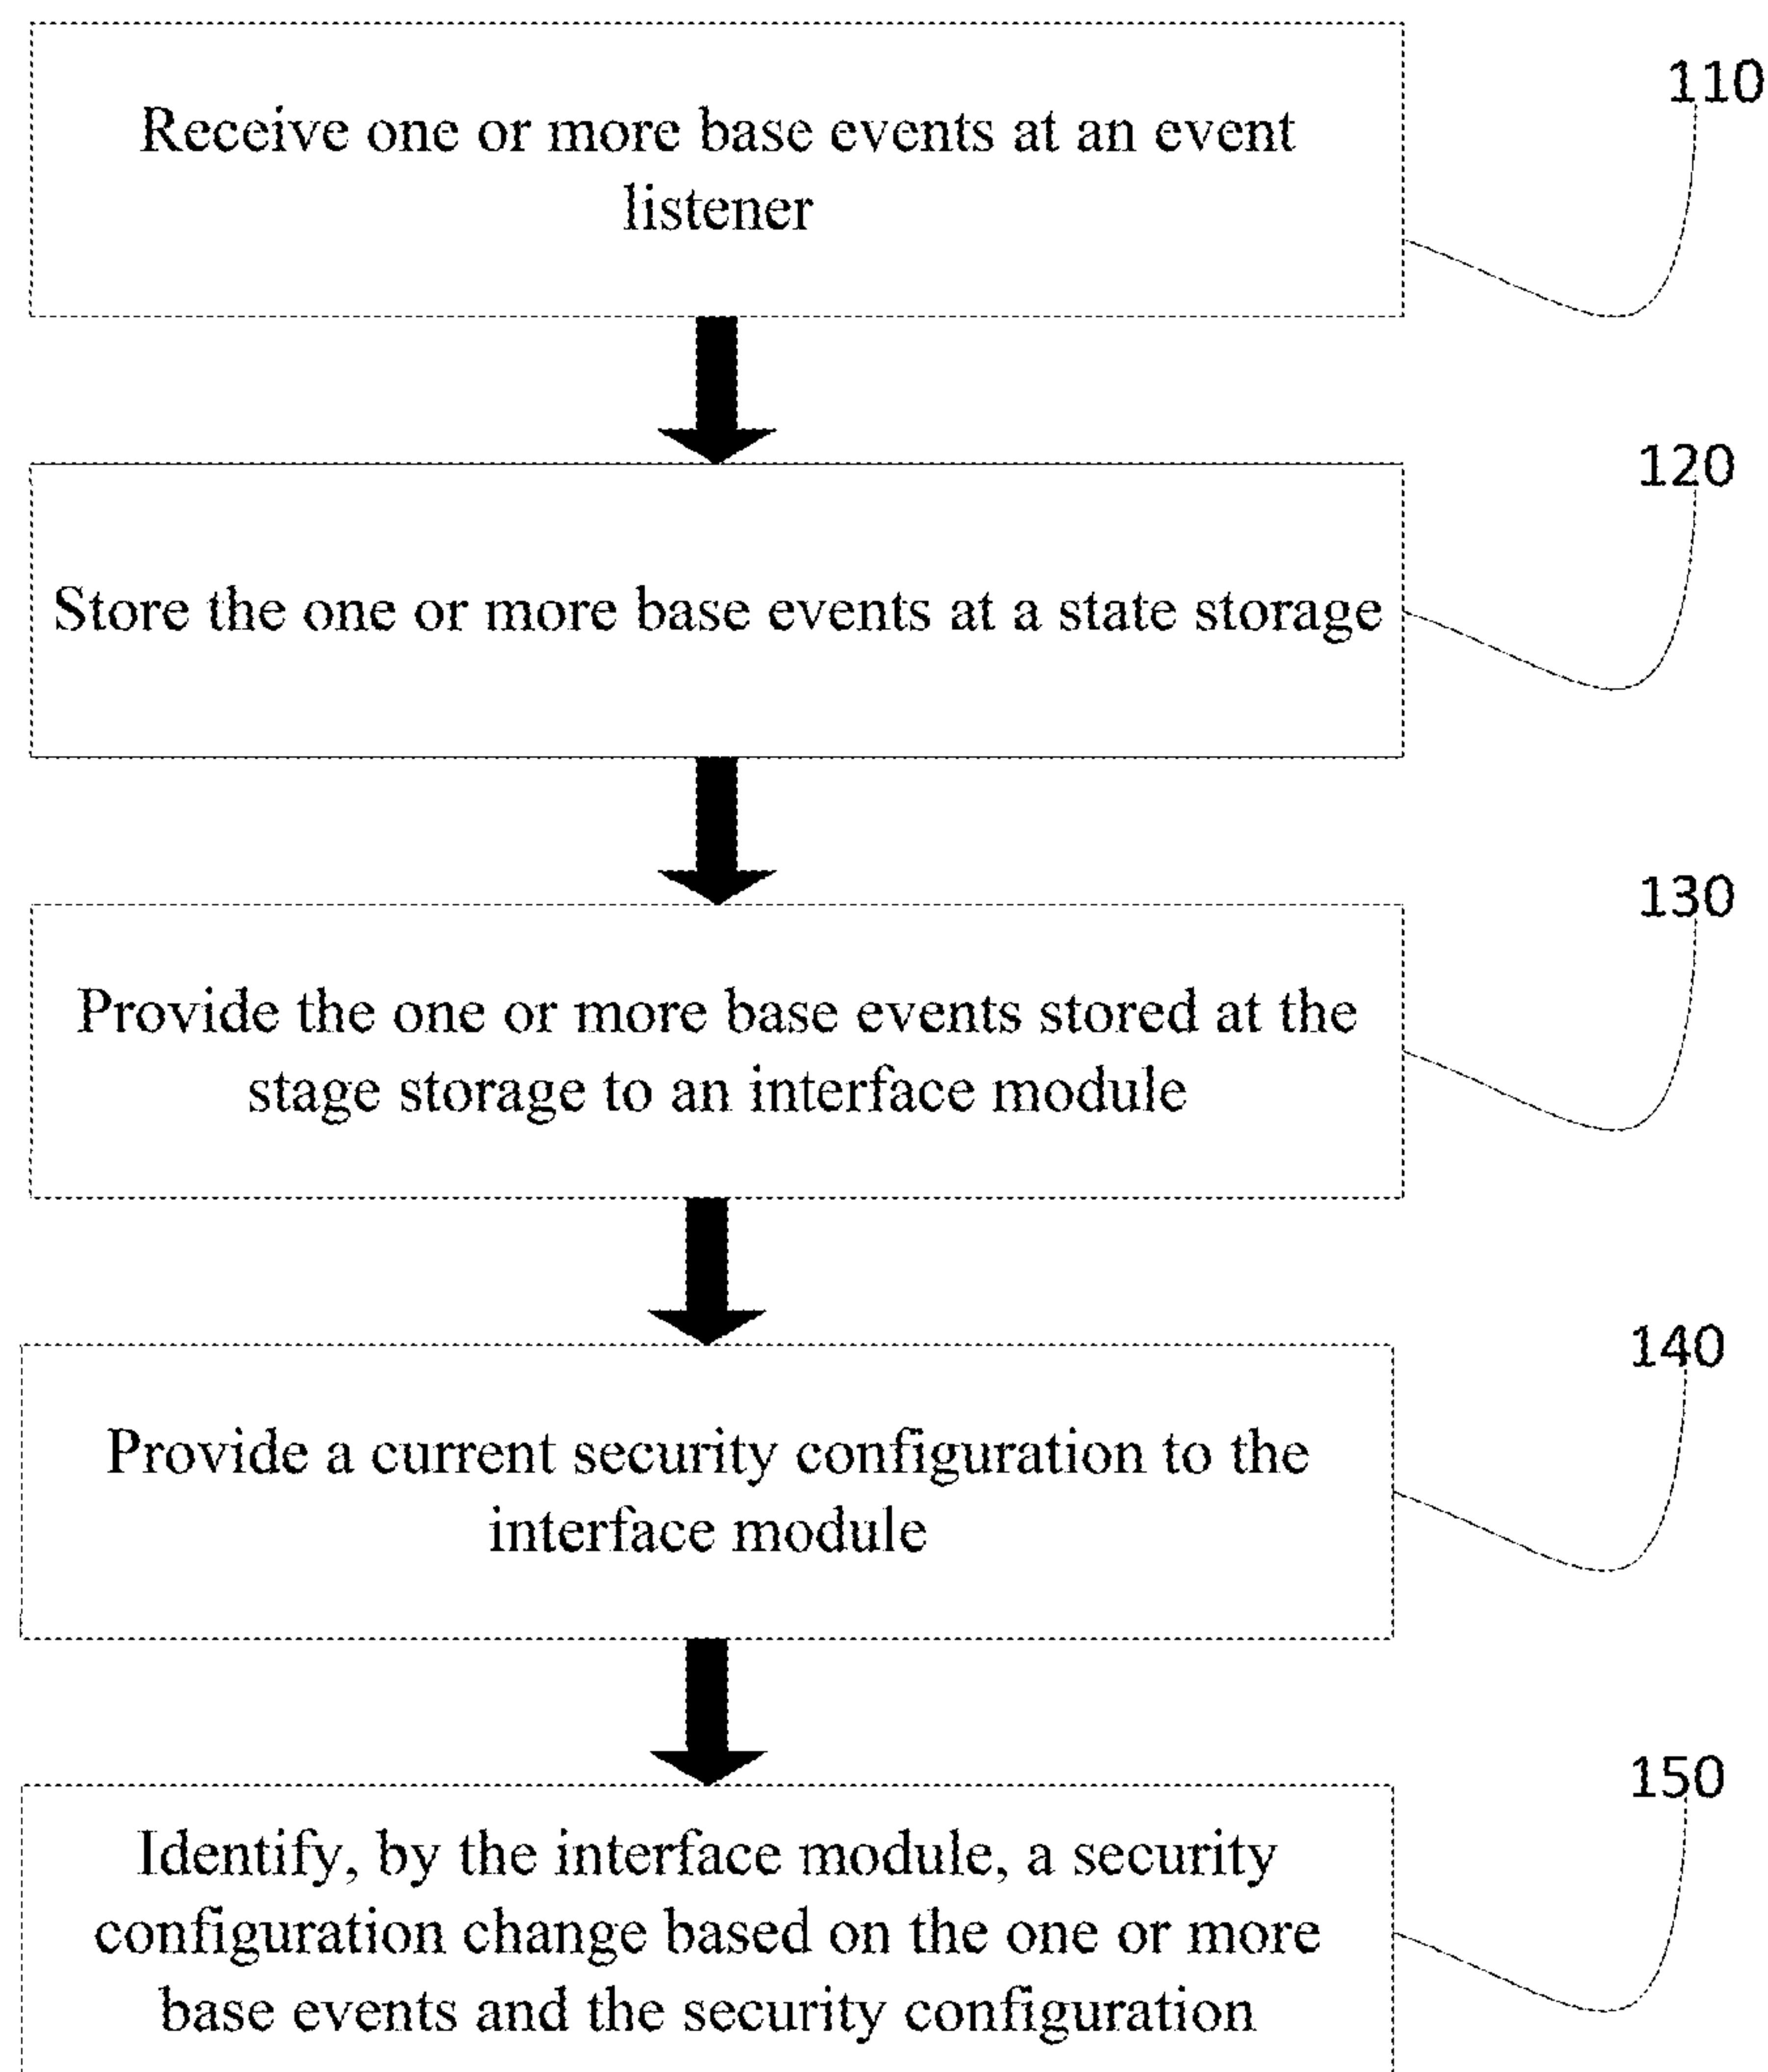 Receive one or more base events at an event
listener
110
Store the one or more base events at a state storage
120
Provide the one or more base events stored at the
stage storage to an interface module
130
Provide a current security configuration to the
interface module
140
Identify, by the interface module, a security
configuration change based on the one or more
base events and the security configuration
150